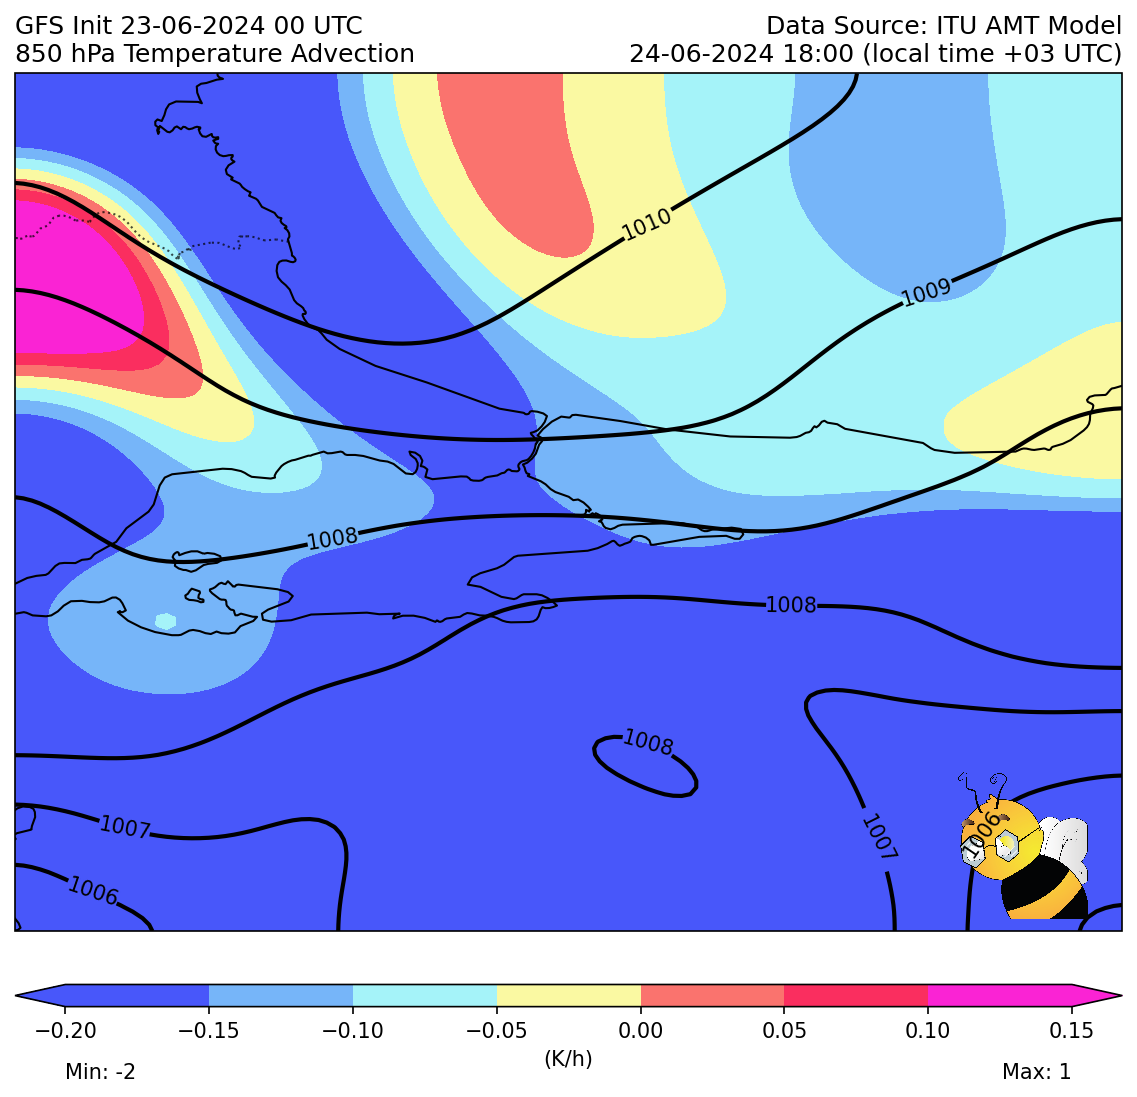 GFS Init 23-06-2024 00 UTC
Data Source: ITU AMT Model
850 hPa Temperature Advection
24-06-2024 18:00 (local time +03 UTC)
1010
1009
1008
1008
1008
1007
1007
1006
1006
−0.20 −0.15 −0.10 −0.05 0.00 0.05 0.10 0.15
(K/h)
Min: -2
Max: 1